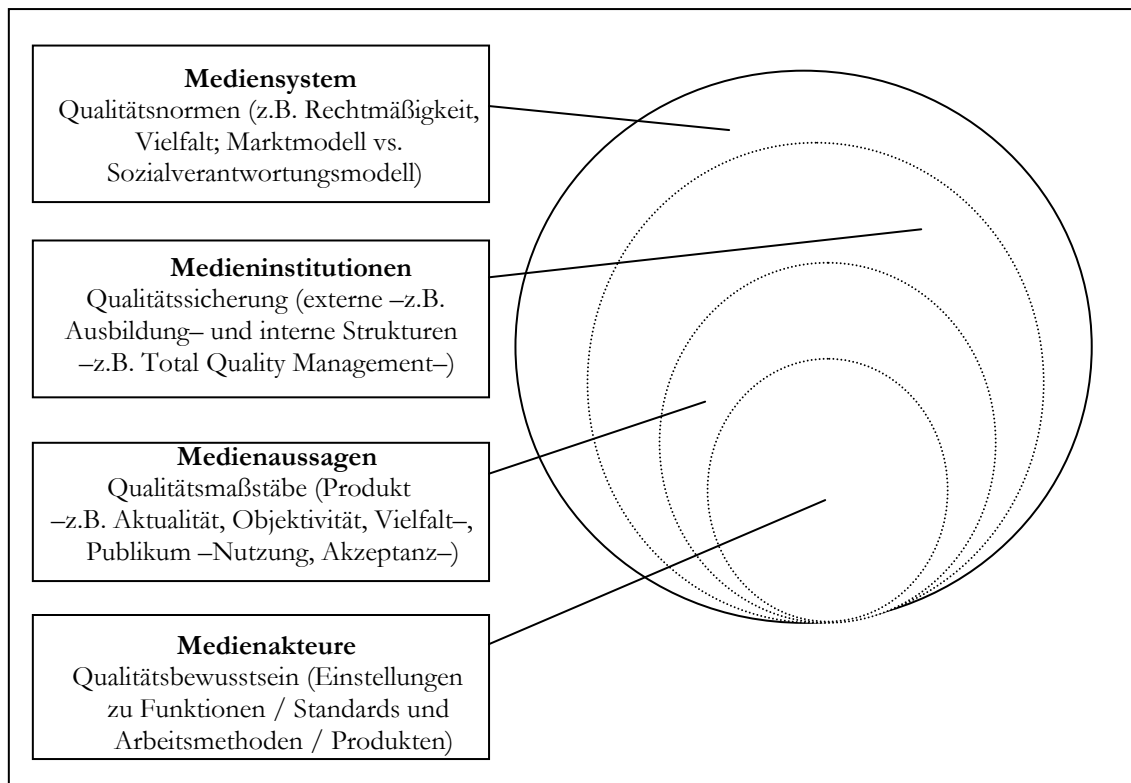 Mediensystem
Qualitätsnormen (z.B. Rechtmäßigkeit,
Vielfalt; Marktmodell vs.
Sozialverantwortungsmodell)
Medieninstitutionen
Qualitätssicherung (externe –z.B.
Ausbildung– und interne Strukturen
–z.B. Total Quality Management–)
Medienaussagen
Qualitätsmaßstäbe (Produkt
–z.B. Aktualität, Objektivität, Vielfalt–,
Publikum –Nutzung, Akzeptanz–)
Medienakteure
Qualitätsbewusstsein (Einstellungen
zu Funktionen / Standards und
Arbeitsmethoden / Produkten)